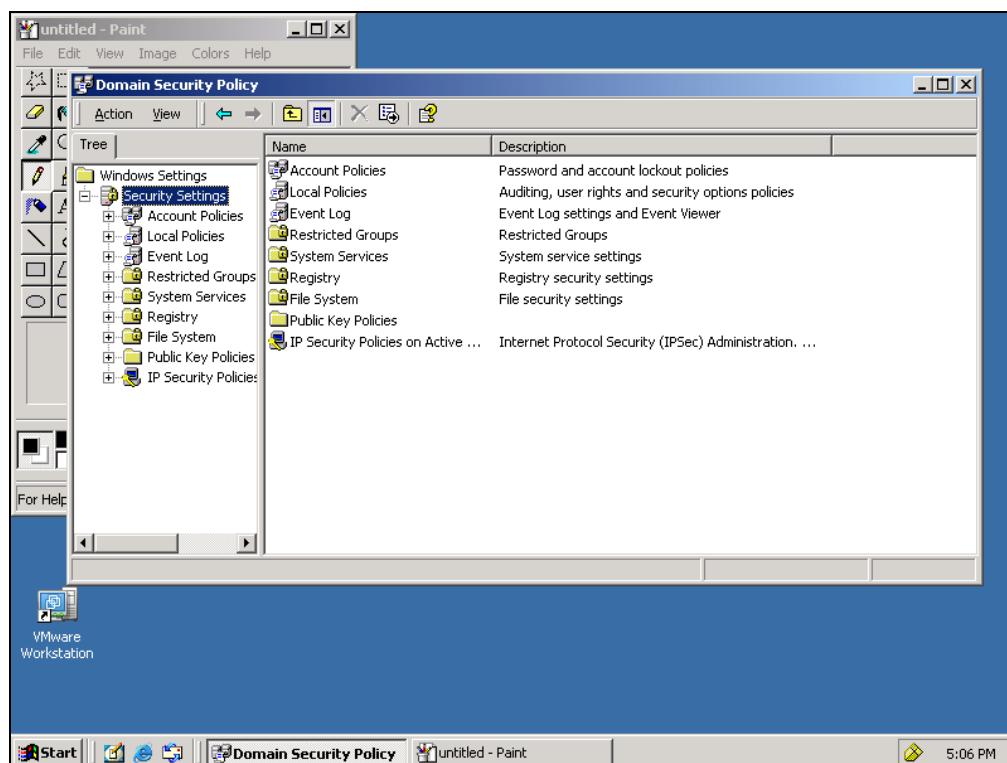 untitled - Paint
File Edit View Image Colors Help
Domain Security Policy
Action View
Tree
Name Description
Windows Settings
Security Settings
Account Policies
Local Policies
Event Log
Restricted Groups
System Services
Registry
File System
Public Key Policies
IP Security Policies
Account Policies Password and account lockout policies
Local Policies Auditing, user rights and security options policies
Event Log Event Log settings and Event Viewer
Restricted Groups Restricted Groups
System Services System service settings
Registry Registry security settings
File System File security settings
Public Key Policies
IP Security Policies on Active ... Internet Protocol Security (IPSec) Administration. ...
For Help
VMware
Workstation
Start Domain Security Policy untitled - Paint 5:06 PM